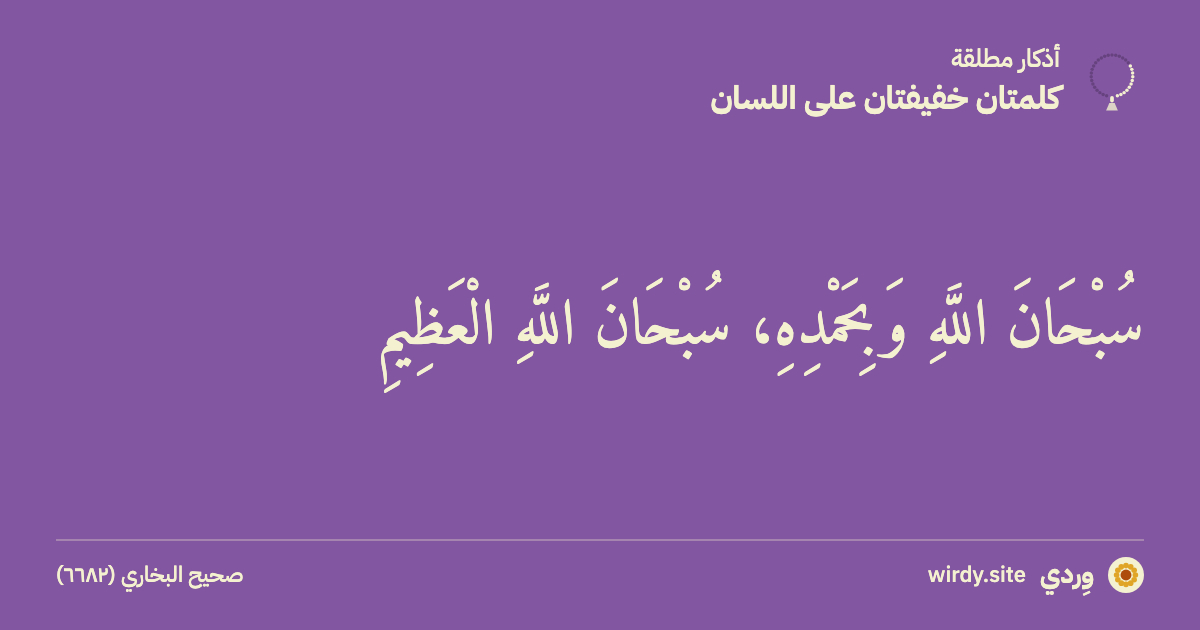 أذكار مطلقة
كلمتان خفيفتان على اللسان
سُبْحَانَ اللَّهِ وَبِحَمْدِهِ، سُبْحَانَ اللَّهِ الْعَظِيمِ
وِردي wirdy.site
صحيح البخاري (٦٦٨٢)